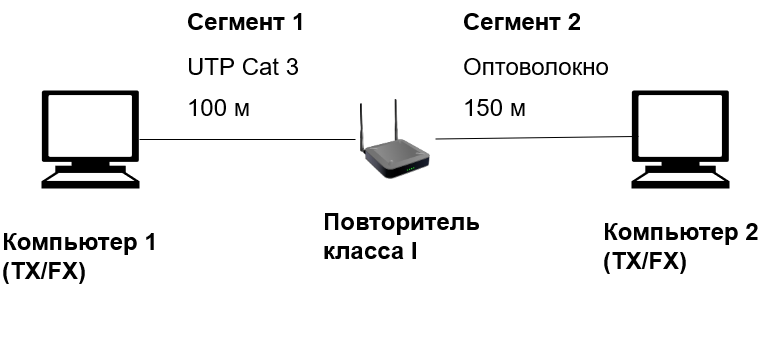 Сегмент 1
UTP Cat 3
100 м
Сегмент 2
Оптоволокно
150 м
Повторитель
класса I
Компьютер 1
(TX/FX)
Компьютер 2
(TX/FX)